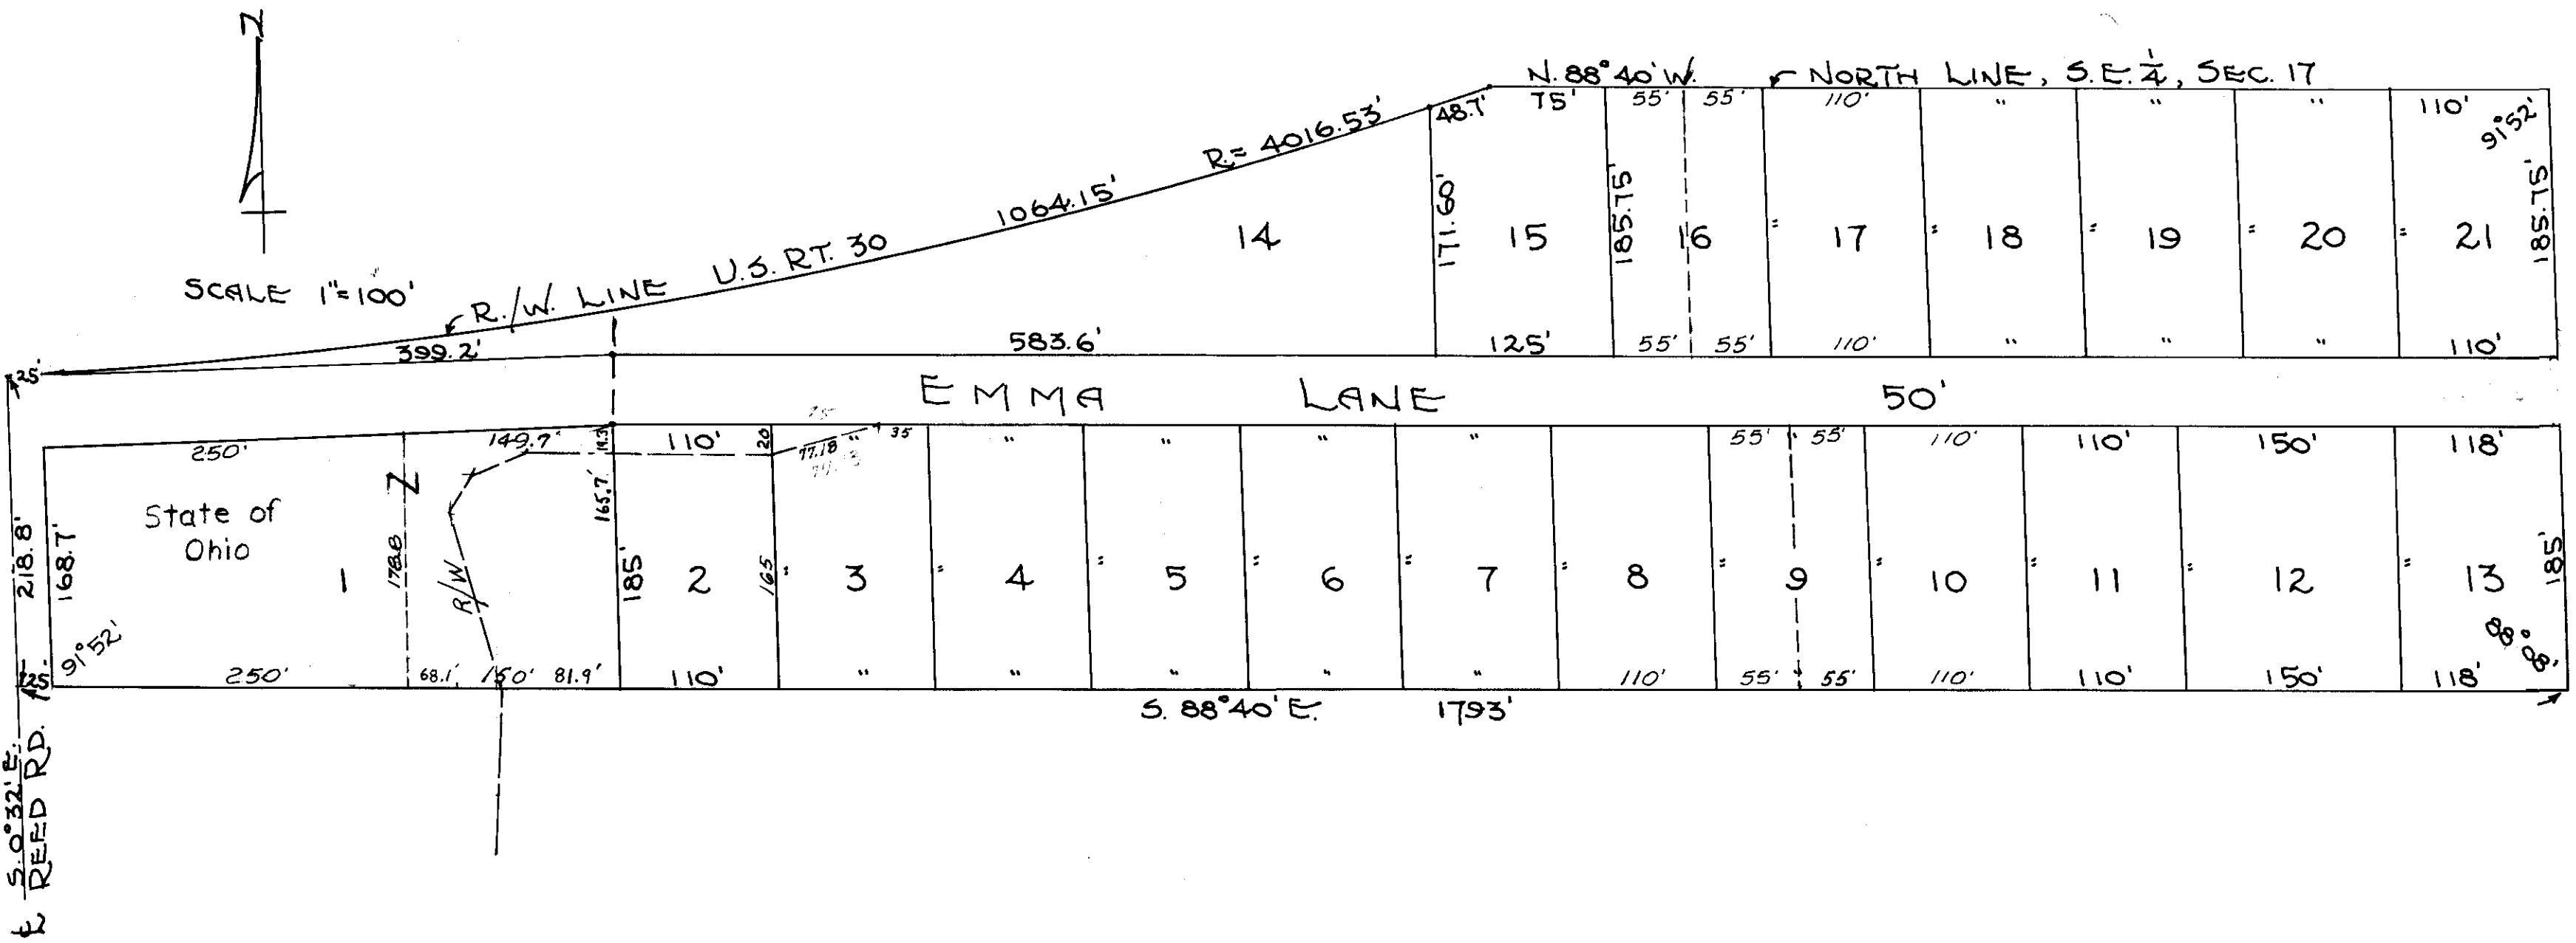 N
SCALE 1"=100'
N. 88°40' W. NORTH LINE, S.E. 1/4, SEC. 17
48.7' 75' 55' 55' 110' " " " 110'
91°52'
R.= 4016.53'
1064.15'
U.S. RT. 30
R./W. LINE
14 171.60' 15 185.75' 16 " 17 " 18 " 19 " 20 " 21 185.75'
399.2' 583.6' 125' 55' 55' 110' " " " 110'
25'
EMMA LANE 50'
250' 149.7' 19.3 110' 20 77.18 " 35 " " " " 55' 55' 110' 110' 150' 118'
State of
Ohio
Z
218.8' 168.7' 1 178.8 R/W 165.7' 185' 2 165 " 3 " 4 " 5 " 6 " 7 " 8 " 9 " 10 " 11 " 12 " 13 185'
91°52' 88°08'
25' 250' 68.1' 150' 81.9' 110' " " " " " 110' 55' 55' 110' 110' 150' 118'
S. 88°40' E. 1793'
S. 0°32' E.
℄ REED RD.